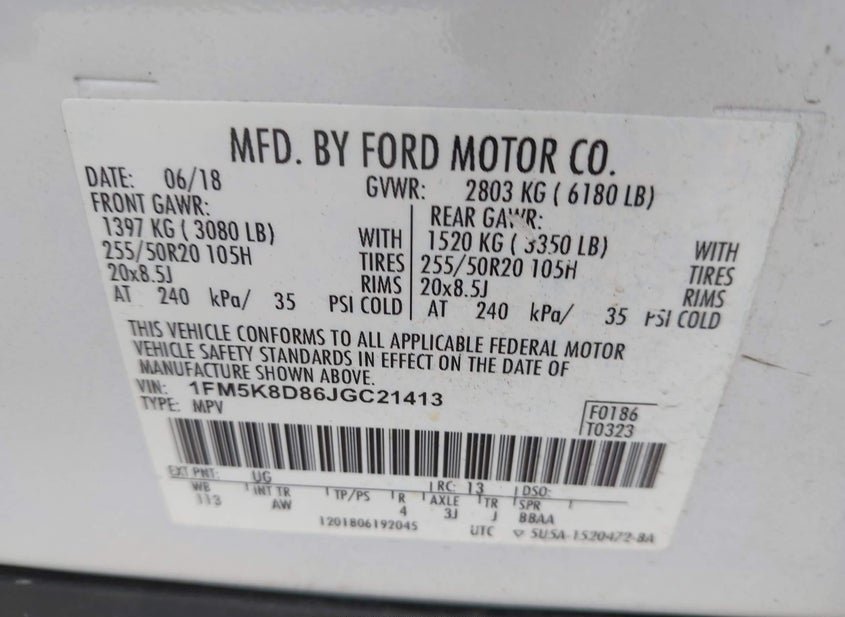 MFD. BY FORD MOTOR CO.
DATE: 06/18 GVWR: 2803 KG ( 6180 LB)
FRONT GAWR: REAR GAWR:
1397 KG ( 3080 LB) WITH 1520 KG ( 3350 LB) WITH
255/50R20 105H TIRES 255/50R20 105H TIRES
20x8.5J RIMS 20x8.5J RIMS
AT 240 kPa/ 35 PSI COLD AT 240 kPa/ 35 PSI COLD
THIS VEHICLE CONFORMS TO ALL APPLICABLE FEDERAL MOTOR
VEHICLE SAFETY STANDARDS IN EFFECT ON THE DATE OF
MANUFACTURE SHOWN ABOVE.
VIN: 1FM5K8D86JGC21413
TYPE: MPV
F0186
T0323
EXT PNT: UG RC: 13 DSO:
WB INT TR TP/PS R AXLE TR SPR
113 AW 4 3J J BBAA
1201806192045 UTC ▽ 5U5A-1520472-BA